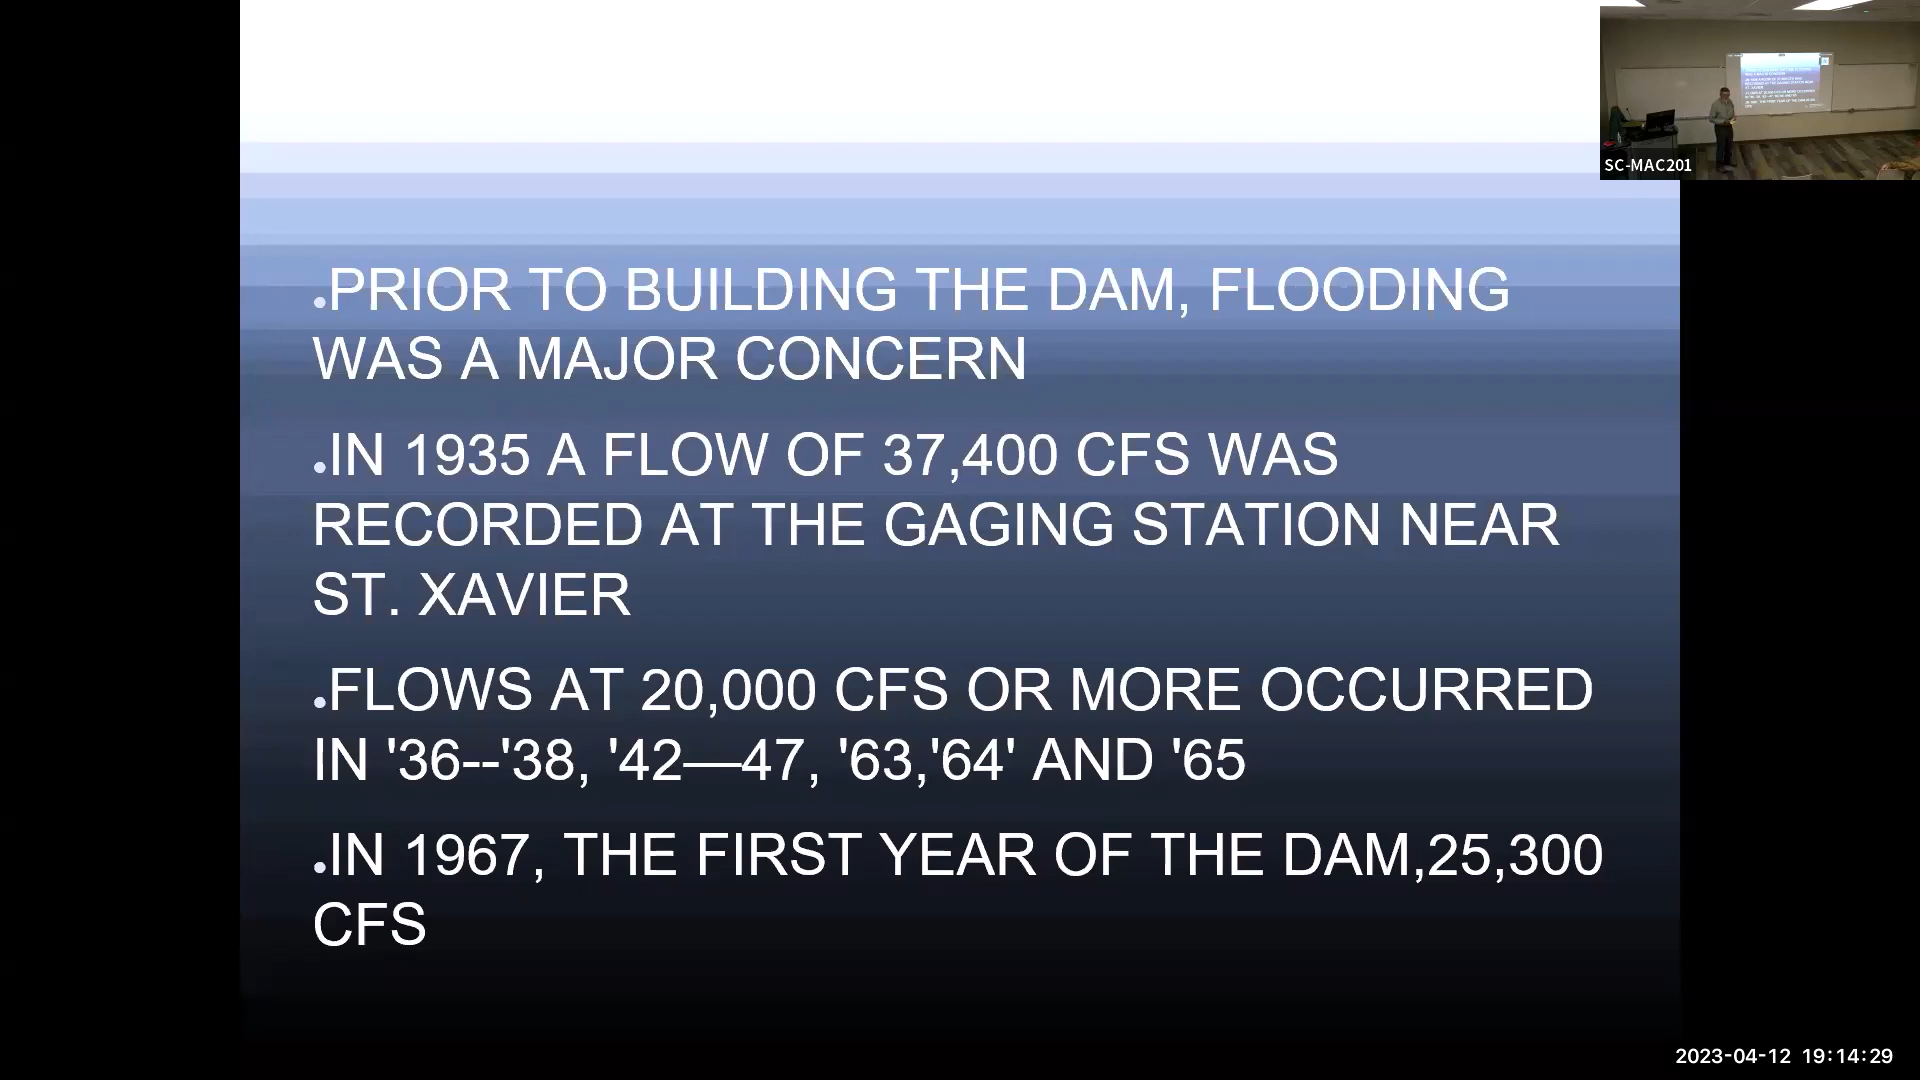 SC-MAC201
.PRIOR TO BUILDING THE DAM, FLOODING
WAS A MAJOR CONCERN
.IN 1935 A FLOW OF 37,400 CFS WAS
RECORDED AT THE GAGING STATION NEAR
ST. XAVIER
.FLOWS AT 20,000 CFS OR MORE OCCURRED
IN '36--'38, '42—47, '63,'64' AND '65
.IN 1967, THE FIRST YEAR OF THE DAM,25,300
CFS
2023-04-12 19:14:29